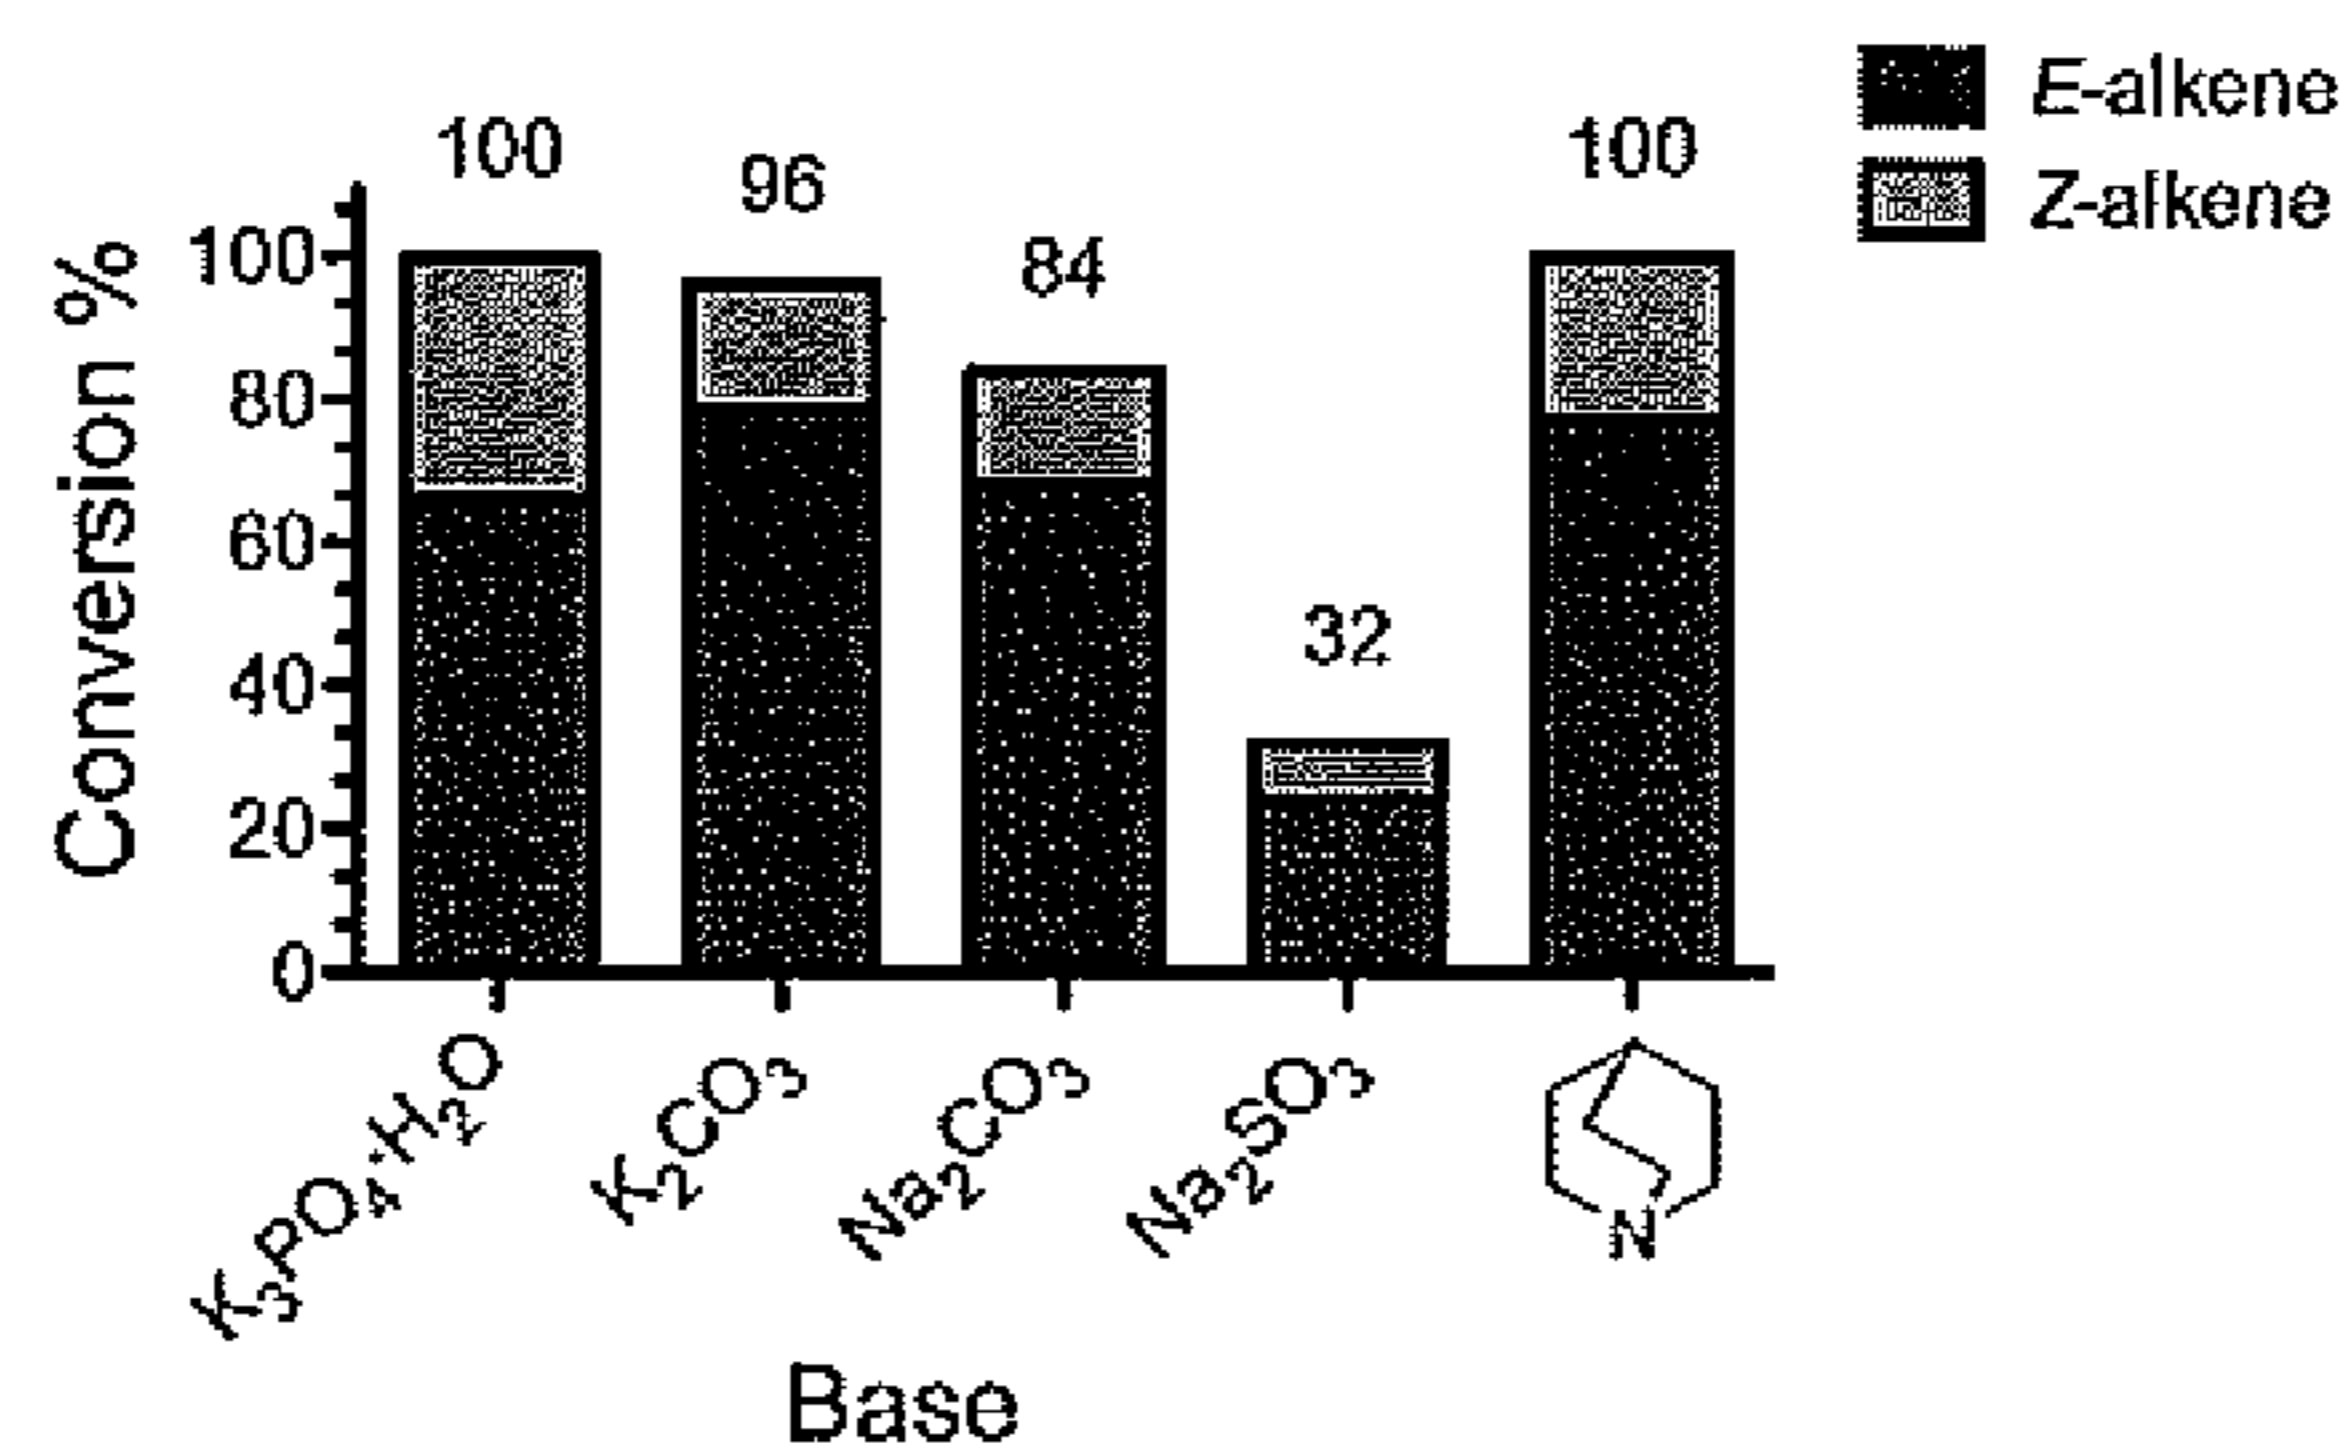 E-alkene
Z-alkene
100
96
84
32
100
Conversion %
100
80
60
40
20
0
K₃PO₄·H₂O
K₂CO₃
Na₂CO₃
Na₂SO₃
N
Base